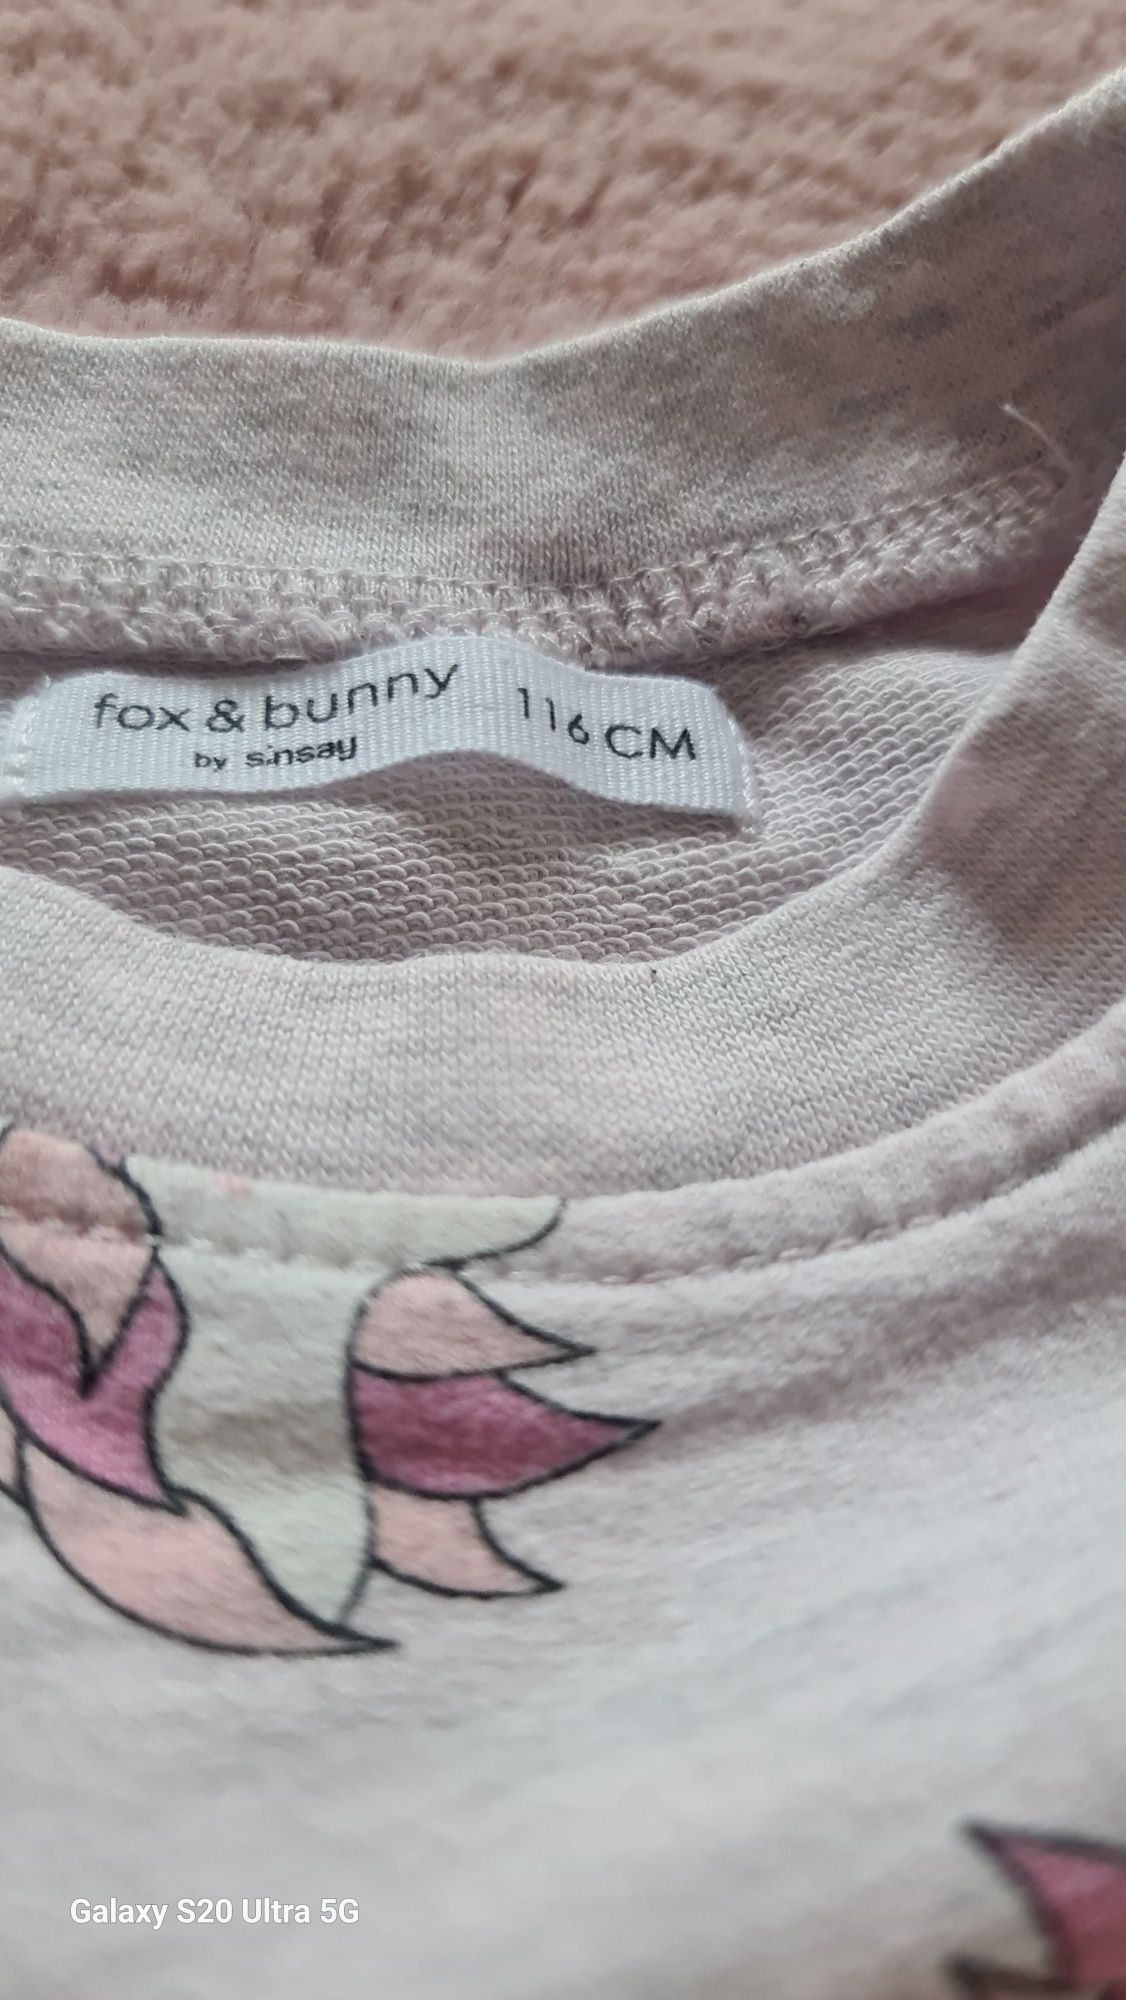 fox & bunny 116 CM
by sinsay
Galaxy S20 Ultra 5G